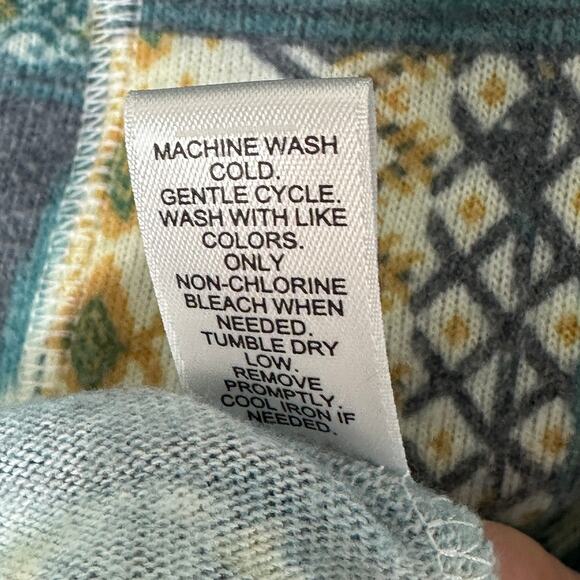 MACHINE WASH
COLD.
GENTLE CYCLE.
WASH WITH LIKE
COLORS.
ONLY
NON-CHLORINE
BLEACH WHEN
NEEDED.
TUMBLE DRY
LOW.
REMOVE
PROMPTLY.
COOL IRON IF
NEEDED.